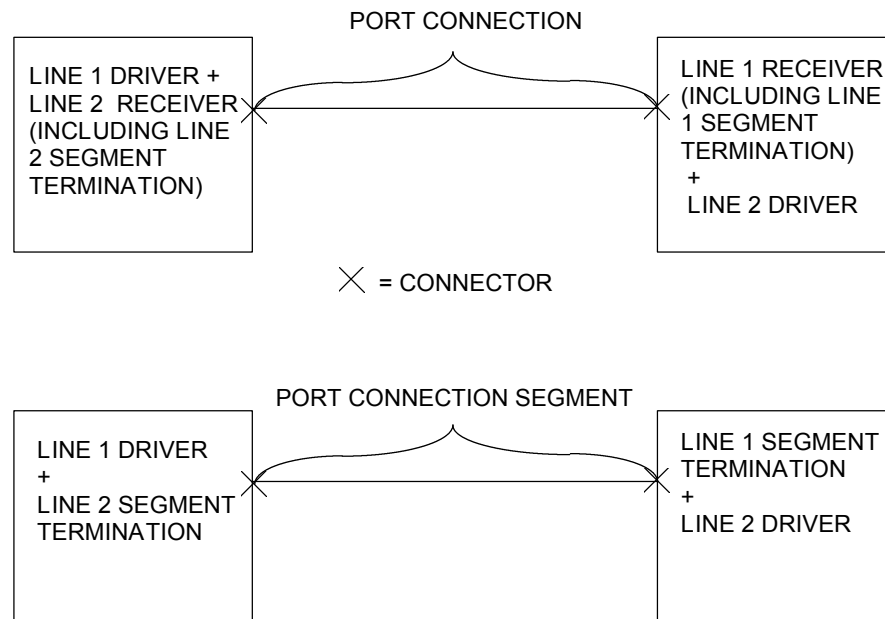 PORT CONNECTION
LINE 1 DRIVER +
LINE 2 RECEIVER
(INCLUDING LINE
2 SEGMENT
TERMINATION)
LINE 1 RECEIVER
(INCLUDING LINE
1 SEGMENT
TERMINATION)
+
LINE 2 DRIVER
= CONNECTOR
PORT CONNECTION SEGMENT
LINE 1 DRIVER
+
LINE 2 SEGMENT
TERMINATION
LINE 1 SEGMENT
TERMINATION
+
LINE 2 DRIVER